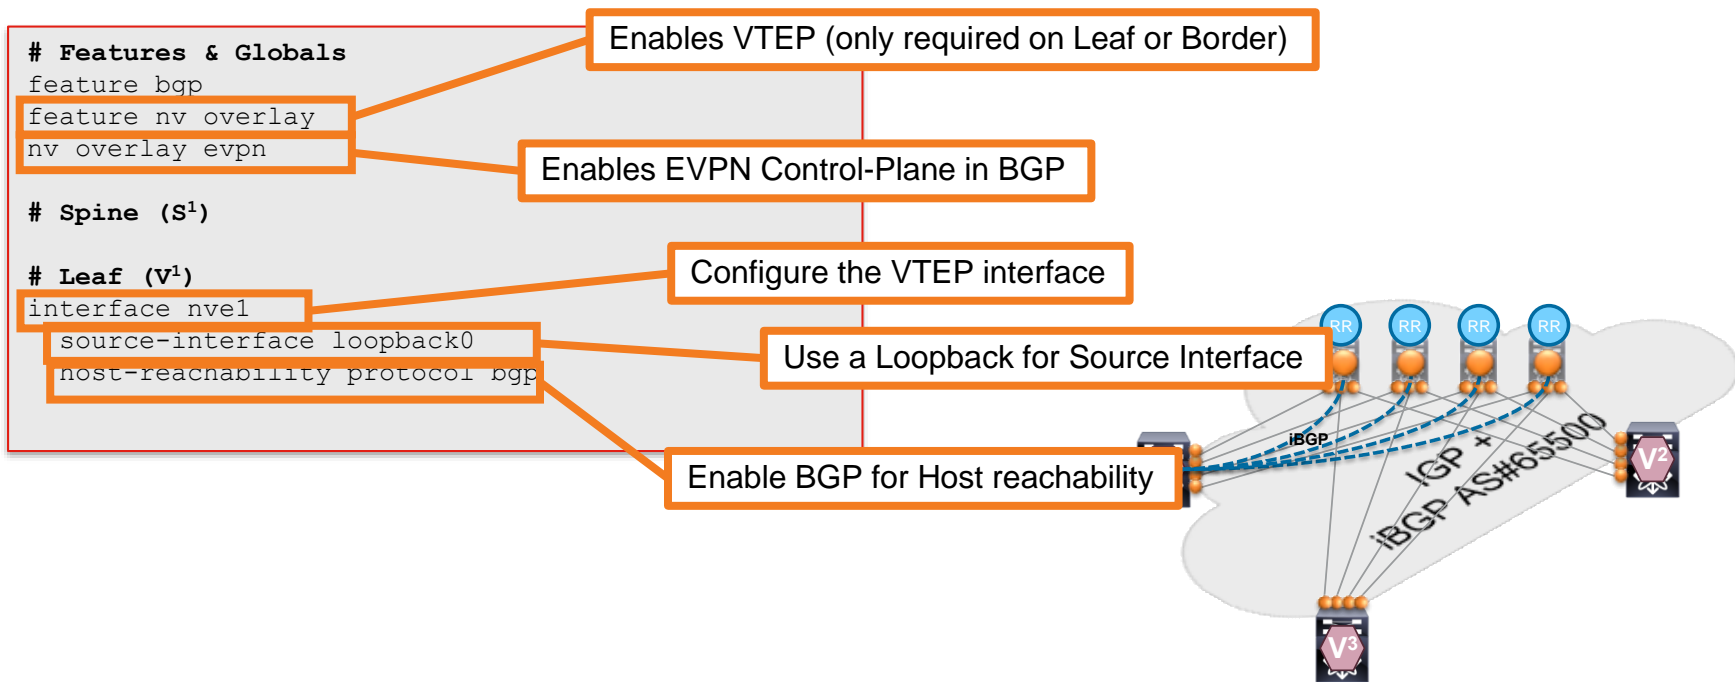 # Features & Globals
feature bgp
feature nv overlay
nv overlay evpn
# Spine (S¹)
# Leaf (V¹)
interface nve1
source-interface loopback0
host-reachability protocol bgp
Enables VTEP (only required on Leaf or Border)
Enables EVPN Control-Plane in BGP
Configure the VTEP interface
Use a Loopback for Source Interface
Enable BGP for Host reachability
RR RR RR RR
iBGP
IGP +
iBGP AS#65500
V²
V³